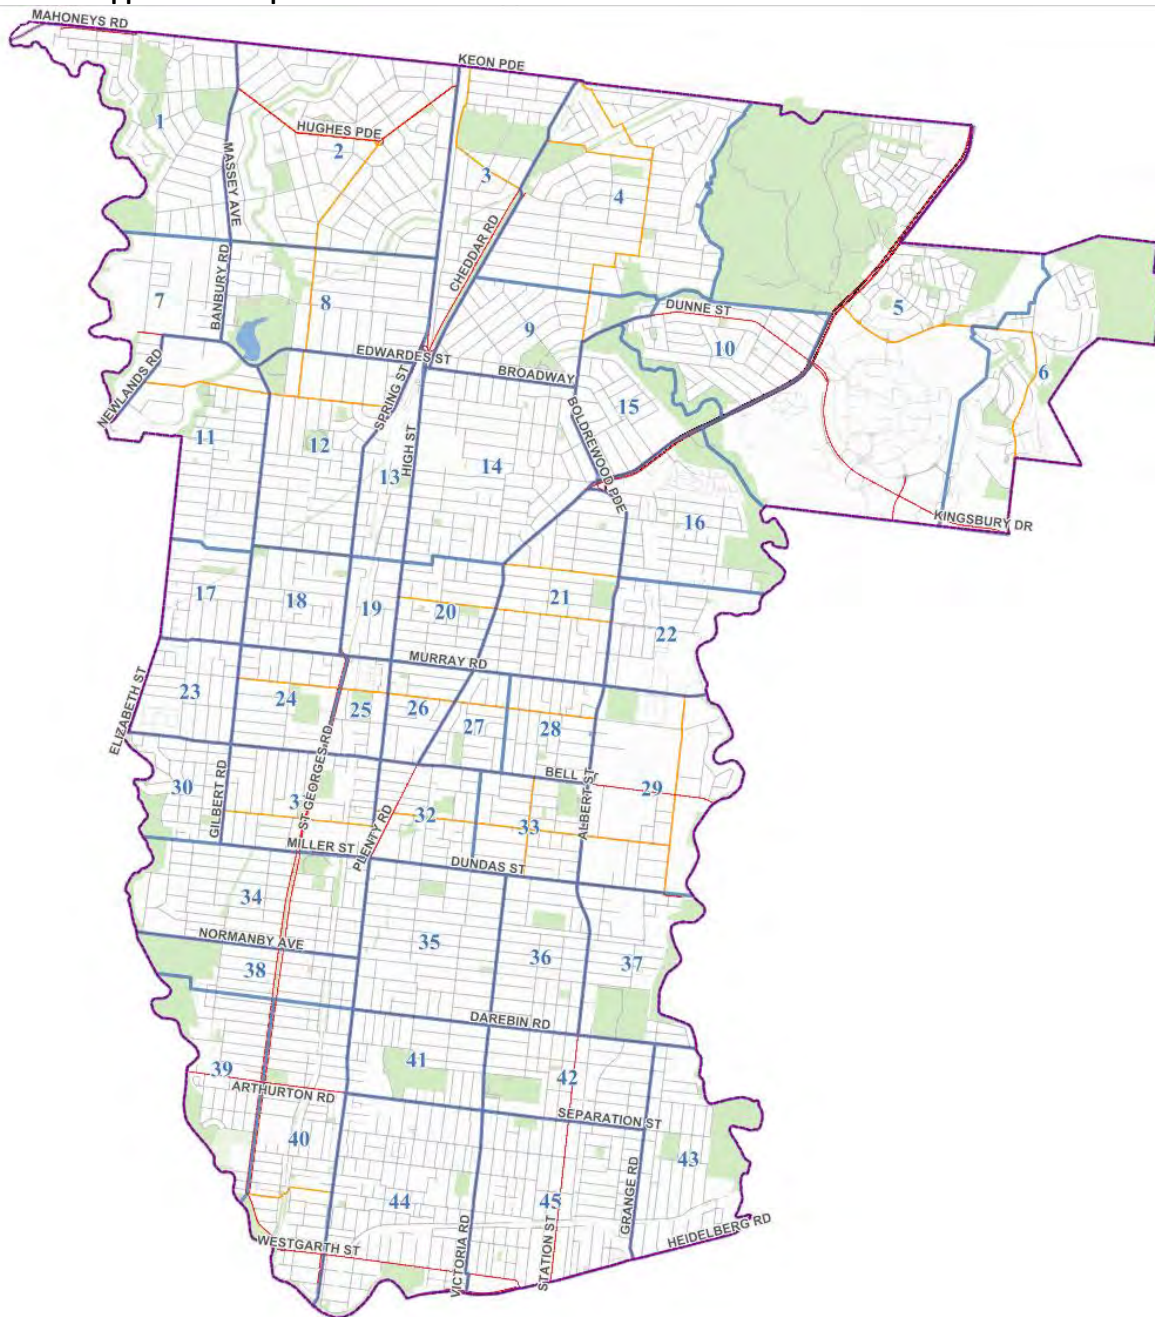 MAHONEYS RD
KEON PDE
1
HUGHES PDE
2
MASSEY AVE
3
4
CHEDDAR RD
BANBURY RD
7
8
5
DUNNE ST
9
10
6
EDWARDES ST
BROADWAY
NEWLANDS RD
SPRING ST
15
BOLDREWOOD PDE
11
12
HIGH ST
13
14
16
KINGSBURY DR
17
18
19
20
21
22
MURRAY RD
ELIZABETH ST
23
24
25
26
27
28
ST GEORGES RD
BELL ST
29
30
GILBERT RD
3
32
33
ALBERT ST
PLENTY RD
MILLER ST
DUNDAS ST
34
35
36
37
NORMANBY AVE
38
DAREBIN RD
39
41
42
ARTHURTON RD
SEPARATION ST
40
43
44
45
GRANGE RD
VICTORIA RD
STATION ST
HEIDELBERG RD
WESTGARTH ST